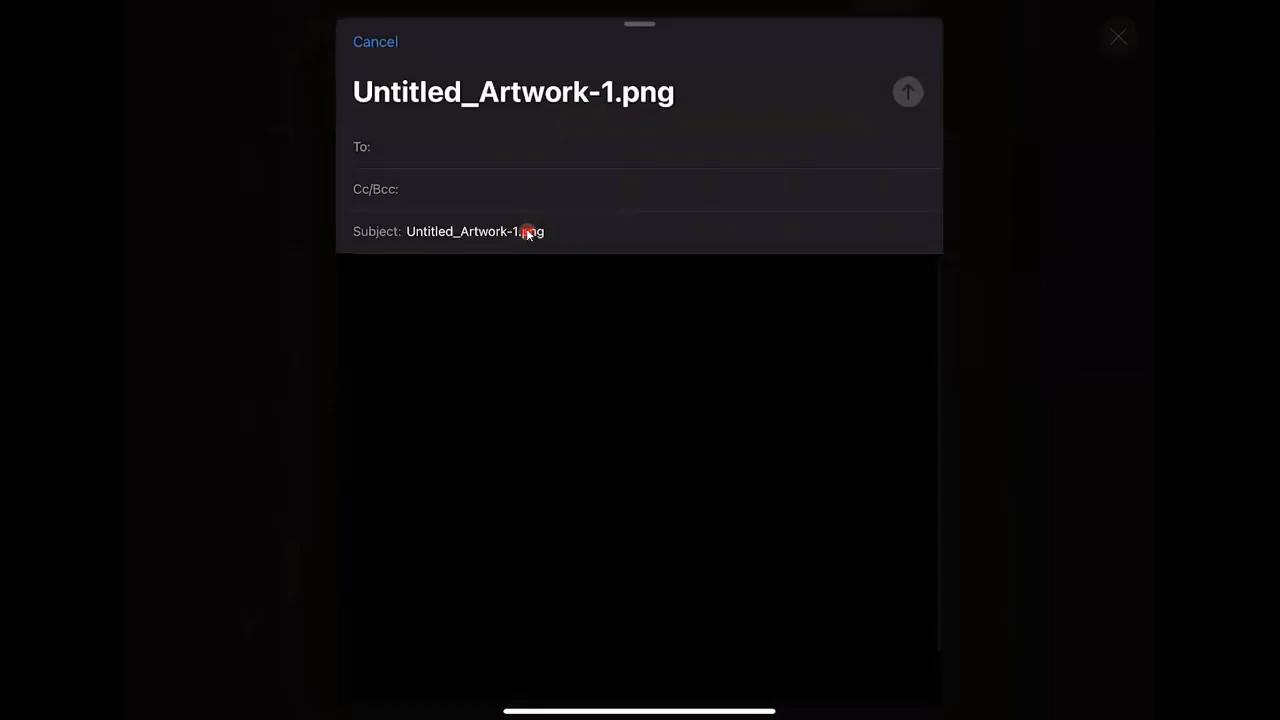 Cancel
Untitled_Artwork-1.png
To:
Cc/Bcc:
Subject: Untitled_Artwork-1.png